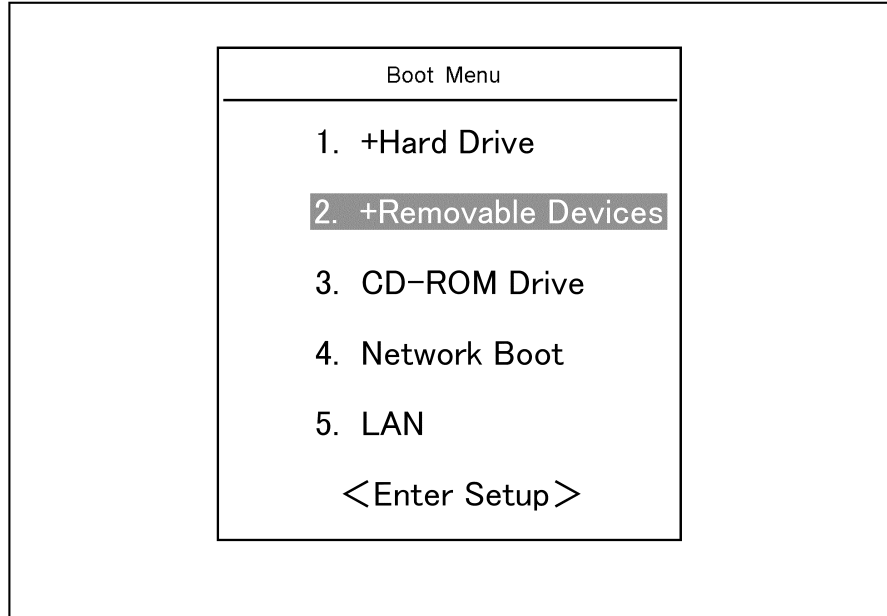 Boot Menu
1. +Hard Drive
2. +Removable Devices
3. CD-ROM Drive
4. Network Boot
5. LAN
<Enter Setup>